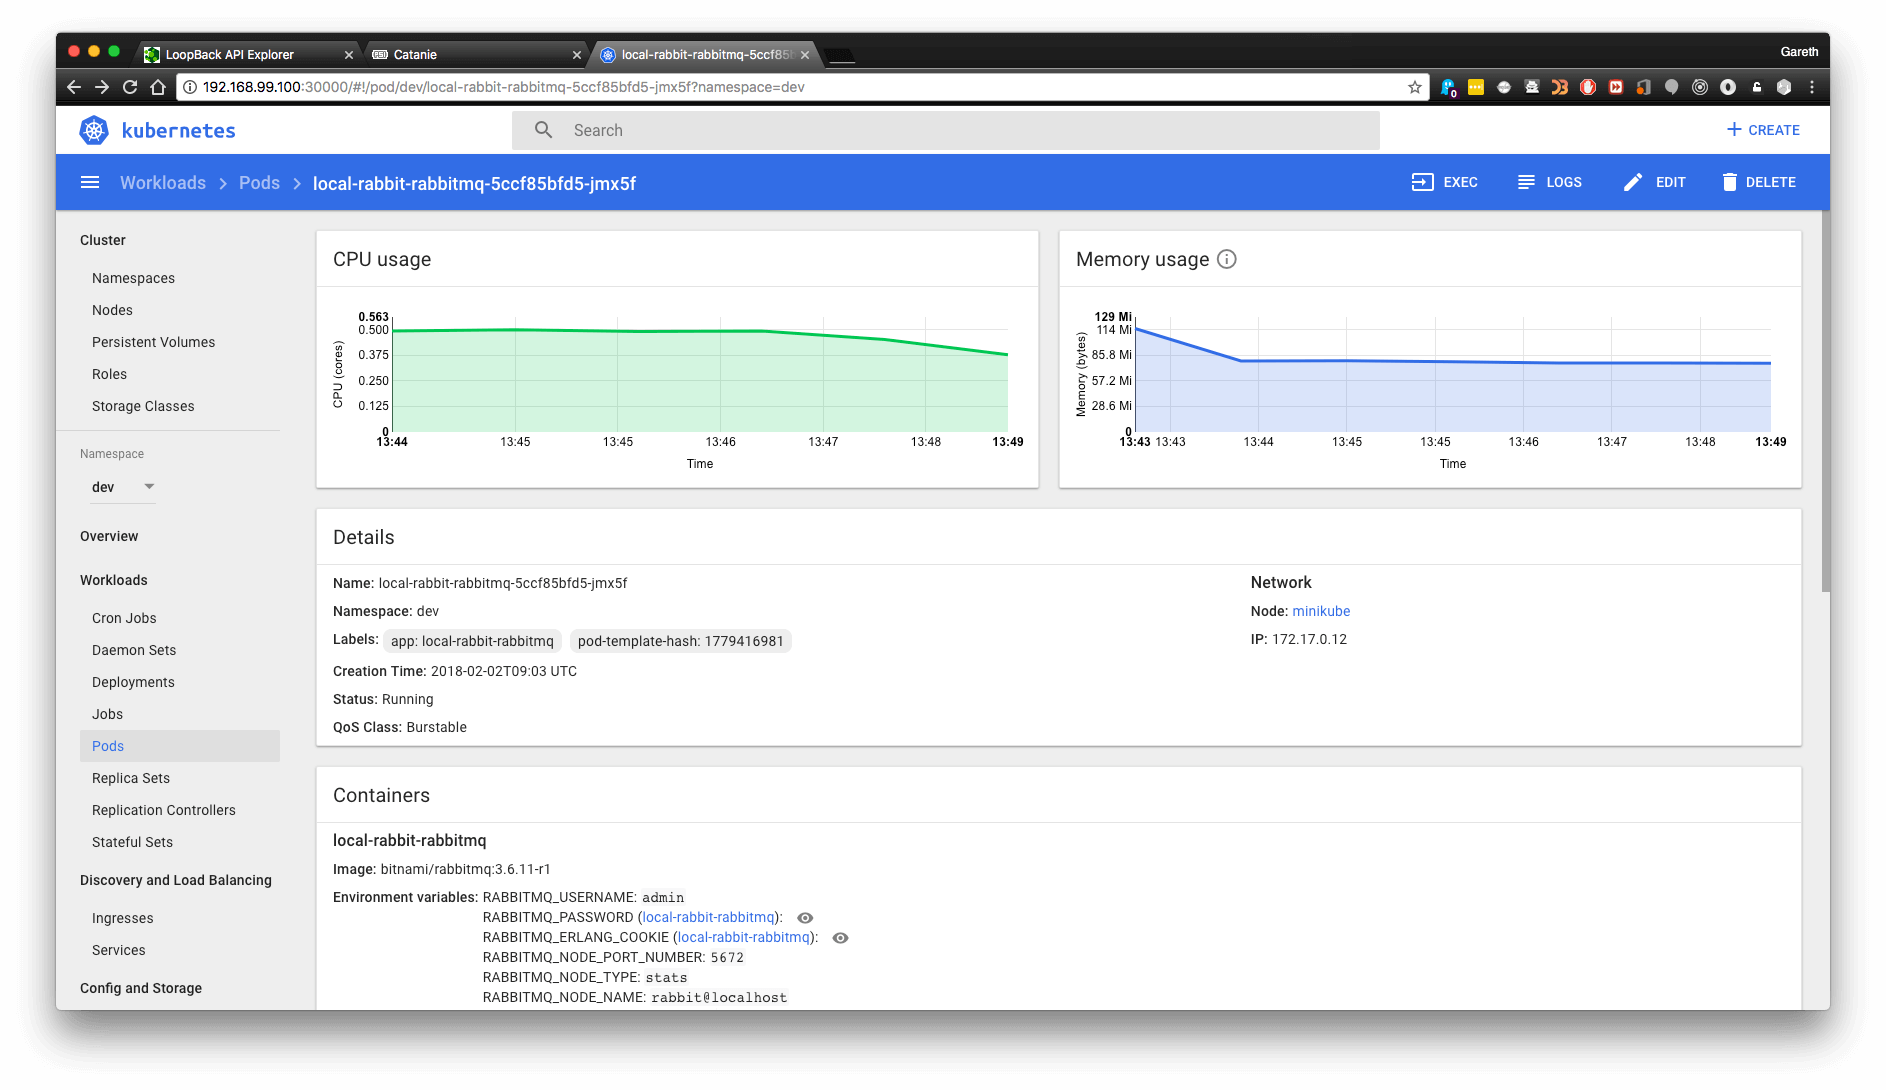 LoopBack API Explorer
Catanie
local-rabbit-rabbitmq-5ccf85b
Gareth
192.168.99.100:30000/#!/pod/dev/local-rabbit-rabbitmq-5ccf85bfd5-jmx5f?namespace=dev
kubernetes
Search
+ CREATE
Workloads > Pods > local-rabbit-rabbitmq-5ccf85bfd5-jmx5f
EXEC
LOGS
EDIT
DELETE
Cluster
Namespaces
Nodes
Persistent Volumes
Roles
Storage Classes
Namespace
dev
Overview
Workloads
Cron Jobs
Daemon Sets
Deployments
Jobs
Pods
Replica Sets
Replication Controllers
Stateful Sets
Discovery and Load Balancing
Ingresses
Services
Config and Storage
CPU usage
CPU (cores)
0.563
0.500
0.375
0.250
0.125
0
13:44 13:45 13:45 13:46 13:47 13:48 13:49
Time
Memory usage
Memory (bytes)
129 Mi
114 Mi
85.8 Mi
57.2 Mi
28.6 Mi
0
13:43 13:43 13:44 13:45 13:45 13:46 13:47 13:48 13:49
Time
Details
Name: local-rabbit-rabbitmq-5ccf85bfd5-jmx5f
Namespace: dev
Labels: app: local-rabbit-rabbitmq pod-template-hash: 1779416981
Creation Time: 2018-02-02T09:03 UTC
Status: Running
QoS Class: Burstable
Network
Node: minikube
IP: 172.17.0.12
Containers
local-rabbit-rabbitmq
Image: bitnami/rabbitmq:3.6.11-r1
Environment variables: RABBITMQ_USERNAME: admin
RABBITMQ_PASSWORD (local-rabbit-rabbitmq):
RABBITMQ_ERLANG_COOKIE (local-rabbit-rabbitmq):
RABBITMQ_NODE_PORT_NUMBER: 5672
RABBITMQ_NODE_TYPE: stats
RABBITMQ_NODE_NAME: rabbit@localhost